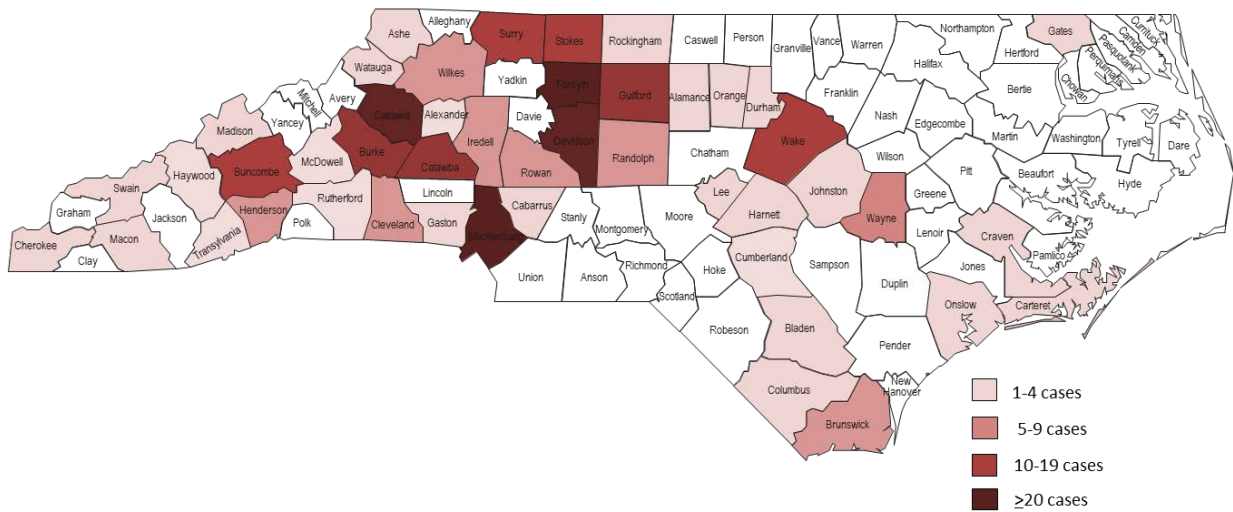 Alleghany
Ashe
Surry
Stokes
Rockingham
Caswell
Person
Granville
Vance
Warren
Northampton
Gates
Currituck
Camden
Pasquotank
Perquimans
Chowan
Hertford
Halifax
Bertie
Watauga
Wilkes
Yadkin
Forsyth
Guilford
Alamance
Orange
Durham
Franklin
Nash
Edgecombe
Martin
Washington
Tyrrell
Dare
Mitchell
Avery
Yancey
Caldwell
Alexander
Davie
Iredell
Davidson
Randolph
Chatham
Wake
Wilson
Pitt
Beaufort
Hyde
Madison
Buncombe
McDowell
Burke
Catawba
Rowan
Haywood
Swain
Graham
Jackson
Cherokee
Macon
Clay
Transylvania
Henderson
Polk
Rutherford
Cleveland
Lincoln
Gaston
Mecklenburg
Cabarrus
Stanly
Montgomery
Moore
Lee
Harnett
Johnston
Wayne
Greene
Lenoir
Craven
Pamlico
Jones
Union
Anson
Richmond
Scotland
Hoke
Cumberland
Sampson
Duplin
Onslow
Carteret
Robeson
Bladen
Pender
Columbus
New
Hanover
Brunswick
1-4 cases
5-9 cases
10-19 cases
≥20 cases